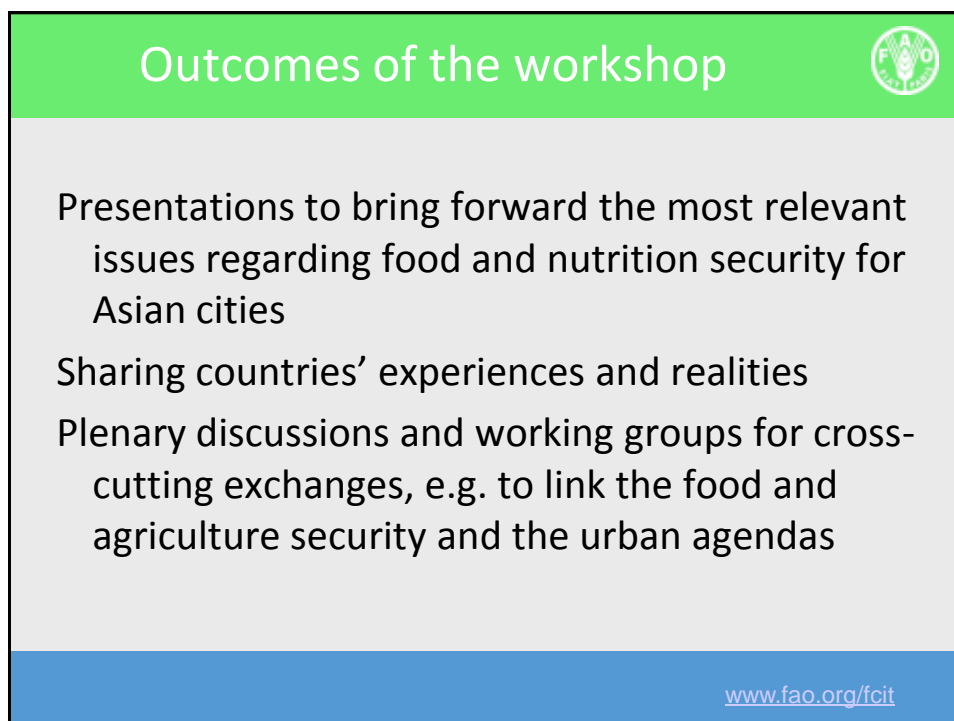 Outcomes of the workshop
F A O
FIAT PANIS
Presentations to bring forward the most relevant
issues regarding food and nutrition security for
Asian cities
Sharing countries’ experiences and realities
Plenary discussions and working groups for cross-
cutting exchanges, e.g. to link the food and
agriculture security and the urban agendas
www.fao.org/fcit